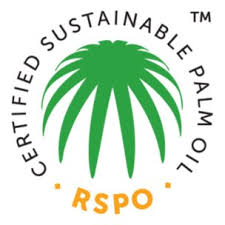 CERTIFIED SUSTAINABLE PALM OIL
TM
· RSPO ·